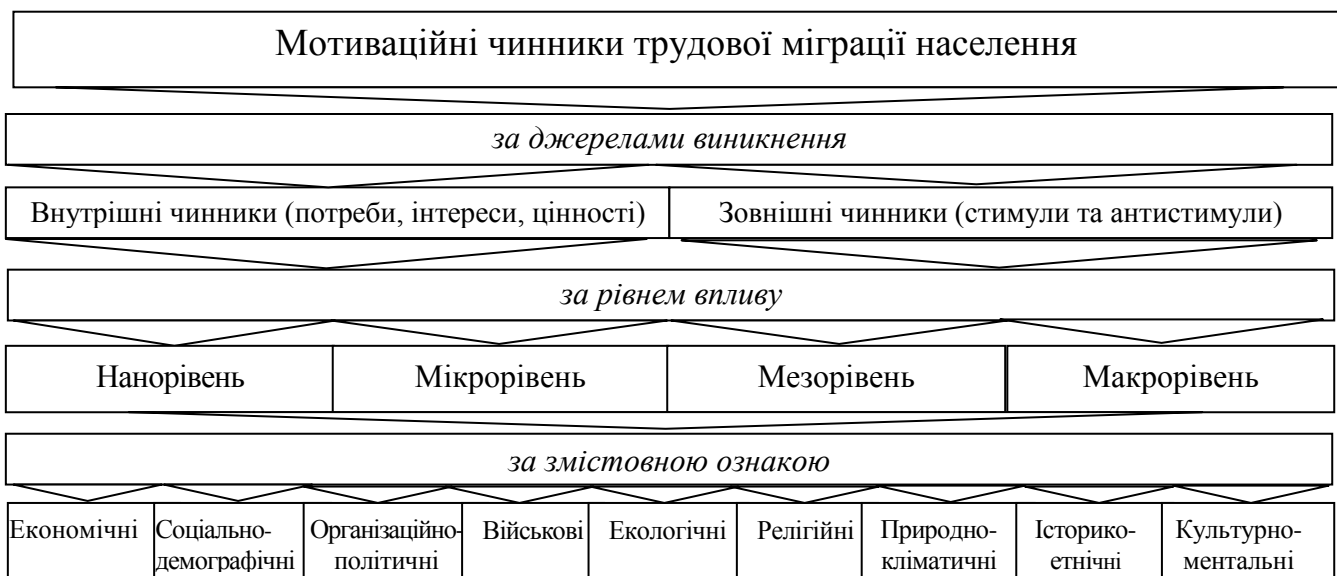 Мотиваційні чинники трудової міграції населення
за джерелами виникнення
Внутрішні чинники (потреби, інтереси, цінності)
Зовнішні чинники (стимули та антистимули)
за рівнем впливу
Нанорівень
Мікрорівень
Мезорівень
Макрорівень
за змістовною ознакою
Економічні
Соціально-
демографічні
Організаційно-
політичні
Військові
Екологічні
Релігійні
Природно-
кліматичні
Історико-
етнічні
Культурно-
ментальні